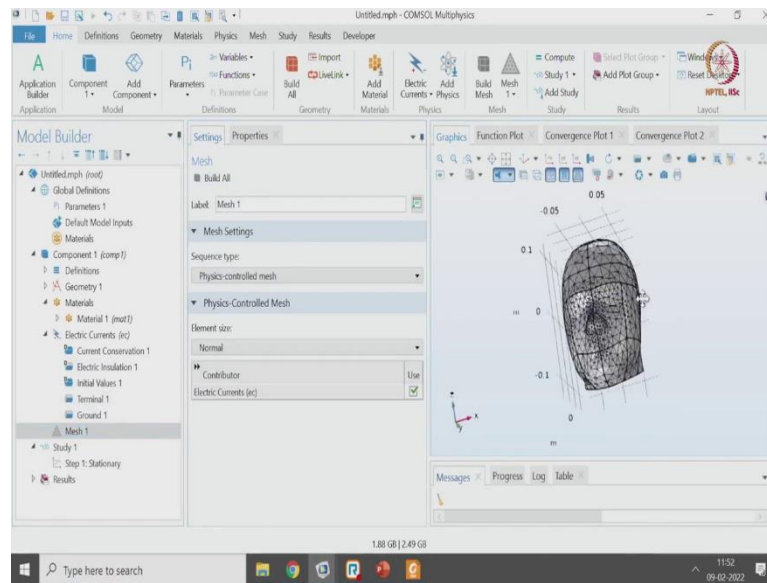 Untitled.mph - COMSOL Multiphysics
File Home Definitions Geometry Materials Physics Mesh Study Results Developer
Application Builder
Component 1
Add Component
Parameters
Variables
Functions
Parameter Case
Build All
Import
LiveLink
Add Material
Electric Currents
Add Physics
Build Mesh
Mesh 1
Compute
Study 1
Add Study
Select Plot Group
Add Plot Group
Windows
Reset Desktop
NPTEL, IISc
Application Model Definitions Geometry Materials Physics Mesh Study Results Layout
Model Builder
Untitled.mph (root)
Global Definitions
Parameters 1
Default Model Inputs
Materials
Component 1 (comp1)
Definitions
Geometry 1
Materials
Material 1 (mat1)
Electric Currents (ec)
Current Conservation 1
Electric Insulation 1
Initial Values 1
Terminal 1
Ground 1
Mesh 1
Study 1
Step 1: Stationary
Results
Settings Properties
Mesh
Build All
Label: Mesh 1
Mesh Settings
Sequence type:
Physics-controlled mesh
Physics-Controlled Mesh
Element size:
Normal
Contributor Use
Electric Currents (ec)
Graphics Function Plot Convergence Plot 1 Convergence Plot 2
0.05
-0.05
0.1
m 0
-0.1
0
m
z
y x
Messages Progress Log Table
1.88 GB | 2.49 GB
Type here to search
11:52
09-02-2022